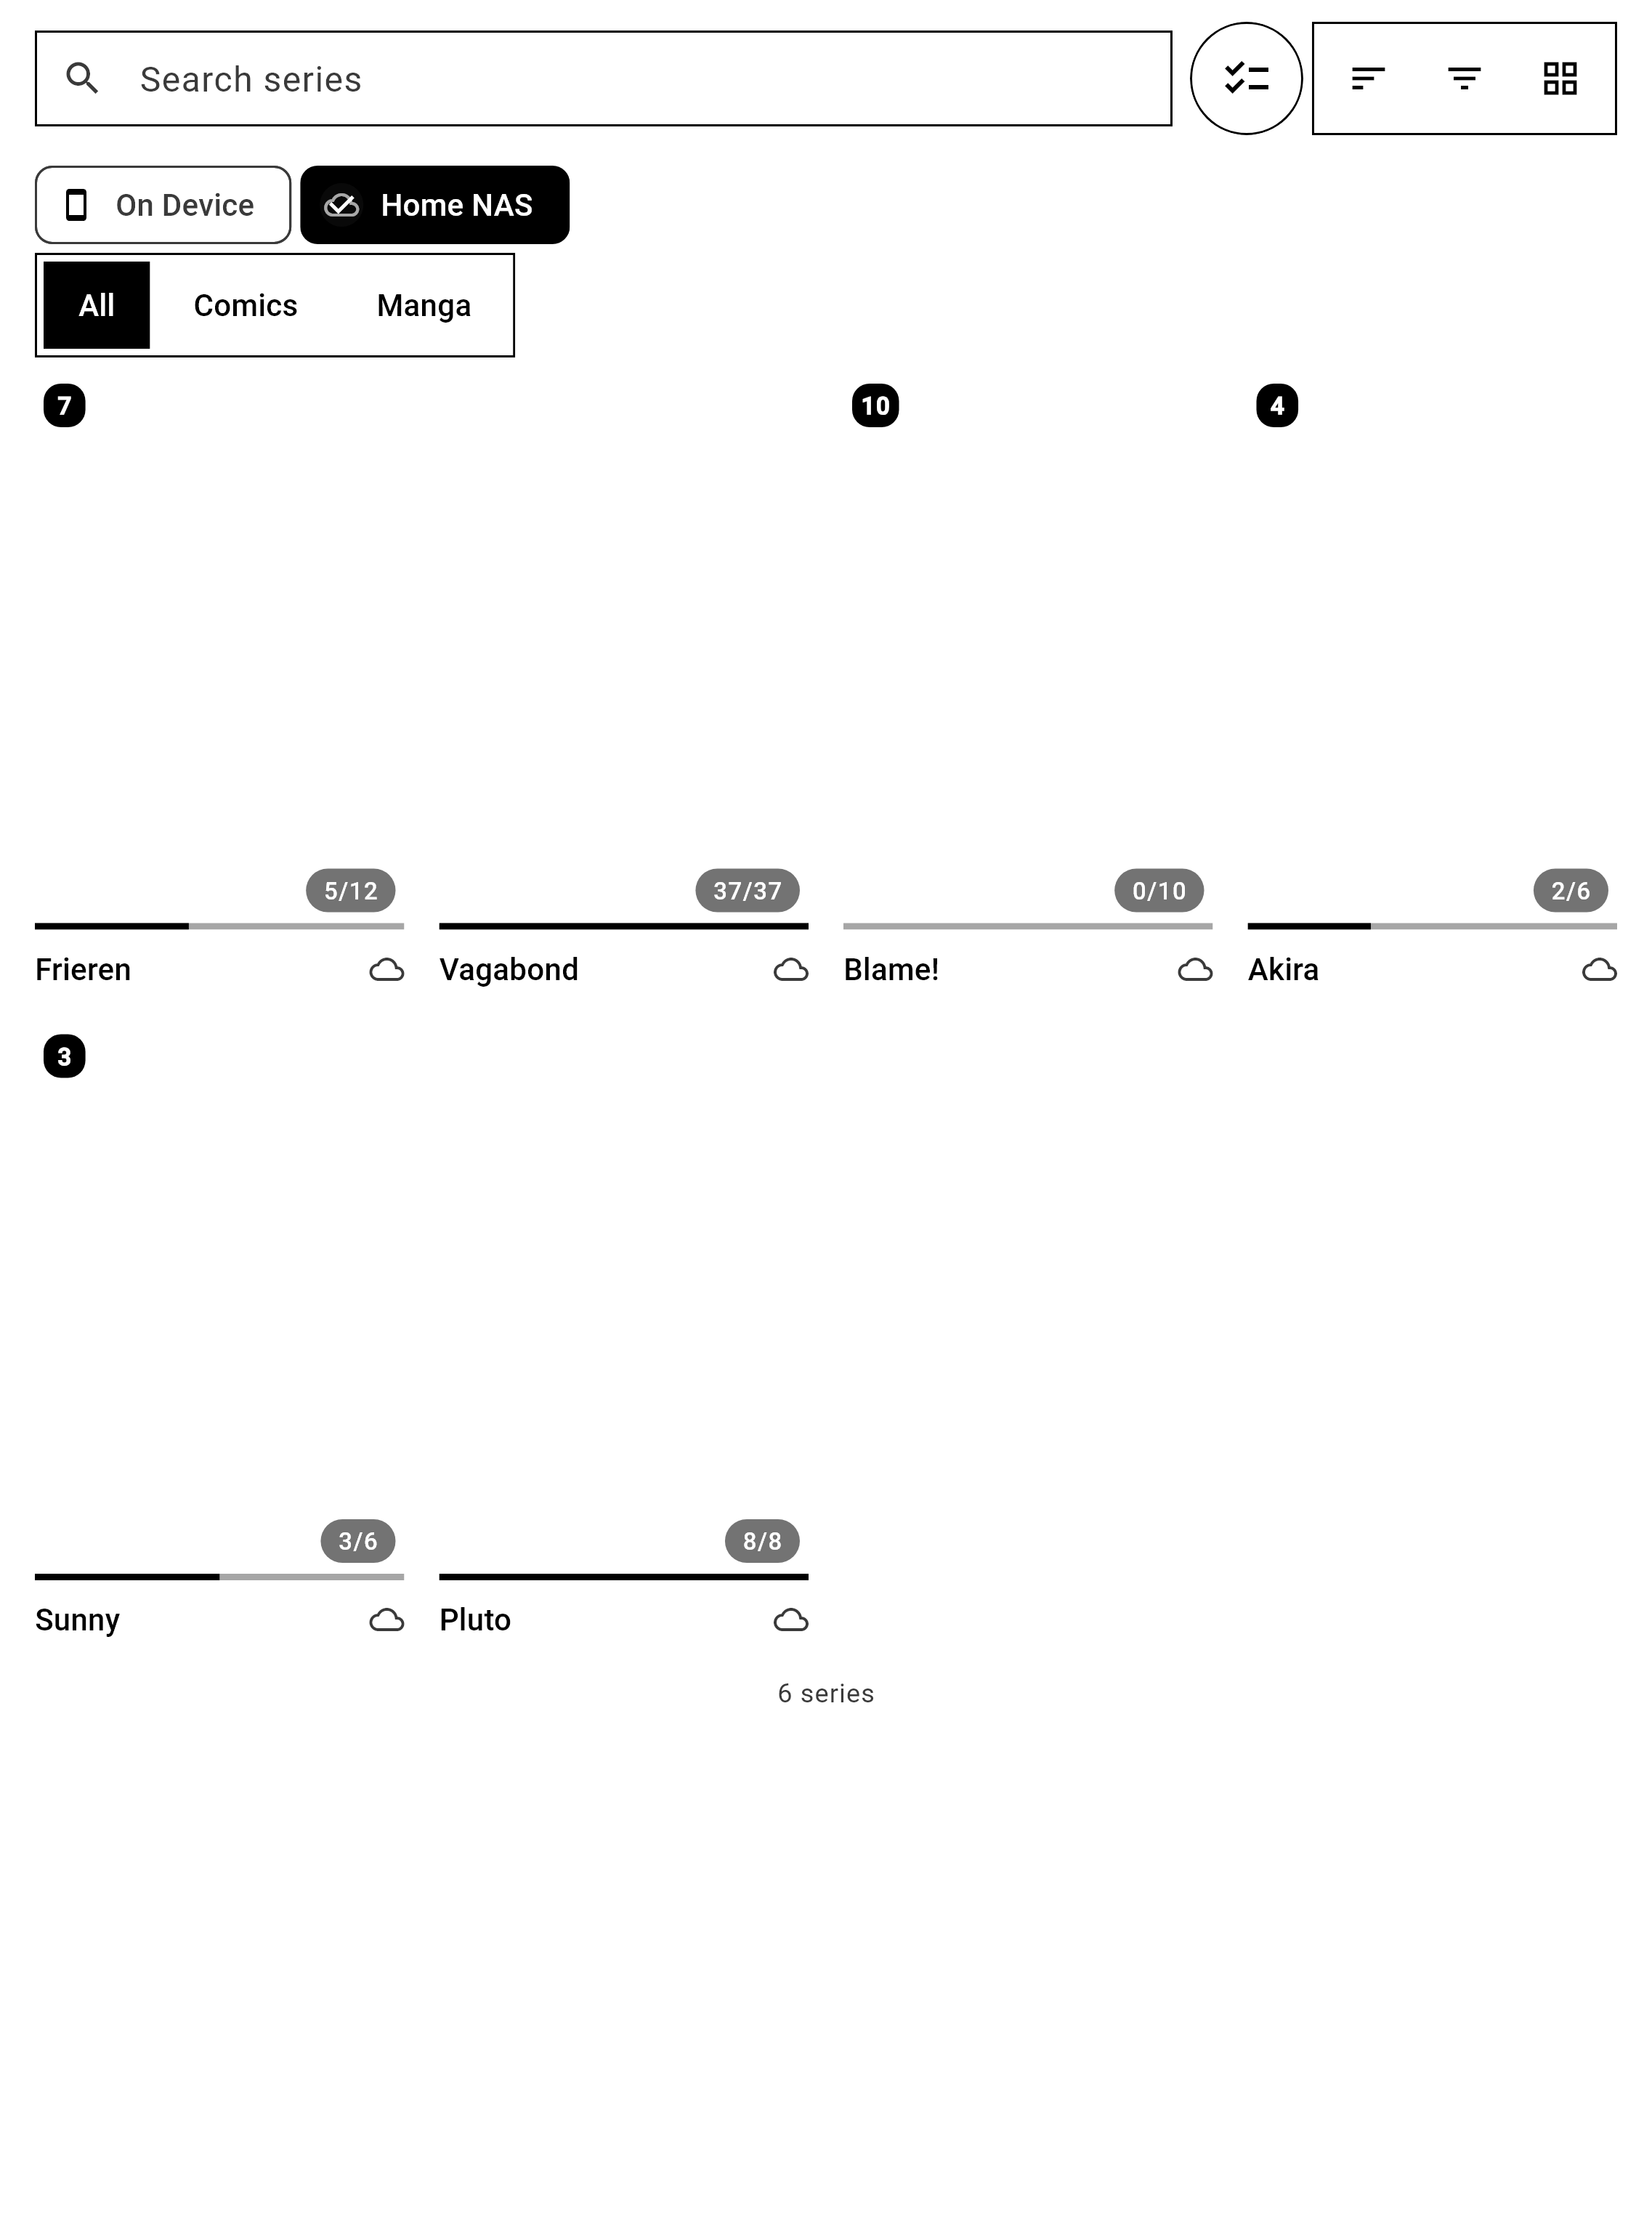 Search series
On Device Home NAS
All Comics Manga
7 10 4
5/12 37/37 0/10 2/6
Frieren Vagabond Blame! Akira
3
3/6 8/8
Sunny Pluto
6 series